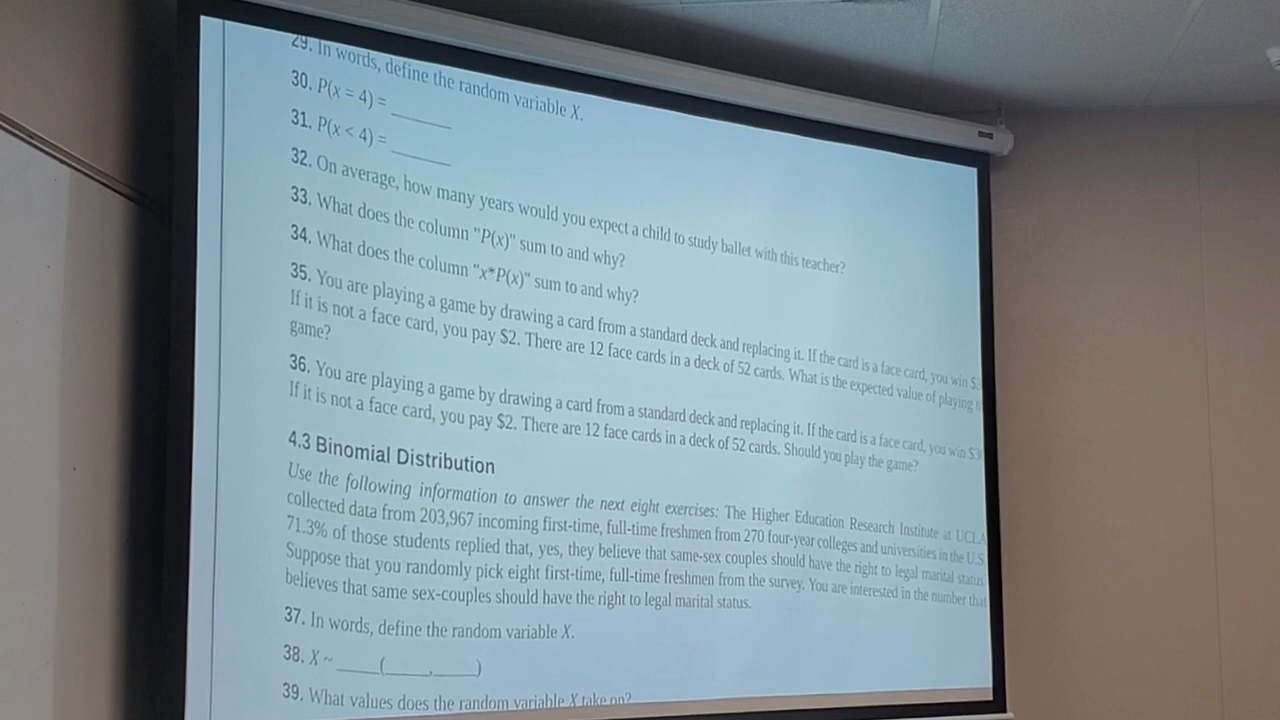 29. In words, define the random variable X.
30. P(x = 4) = _______
31. P(x < 4) = _______
32. On average, how many years would you expect a child to study ballet with this teacher?
33. What does the column "P(x)" sum to and why?
34. What does the column "x*P(x)" sum to and why?
35. You are playing a game by drawing a card from a standard deck and replacing it. If the card is a face card, you win
If it is not a face card, you pay $2. There are 12 face cards in a deck of 52 cards. What is the expected value of playing
game?
36. You are playing a game by drawing a card from a standard deck and replacing it. If the card is a face card, you win
If it is not a face card, you pay $2. There are 12 face cards in a deck of 52 cards. Should you play the game?
4.3 Binomial Distribution
Use the following information to answer the next eight exercises: The Higher Education Research Institute at UCLA
collected data from 203,967 incoming first-time, full-time freshmen from 270 four-year colleges and universities in the U.S.
71.3% of those students replied that, yes, they believe that same-sex couples should have the right to legal marital status.
Suppose that you randomly pick eight first-time, full-time freshmen from the survey. You are interested in the number that
believes that same sex-couples should have the right to legal marital status.
37. In words, define the random variable X.
38. X ~ _____(_____,_____)
39. What values does the random variable X take on?